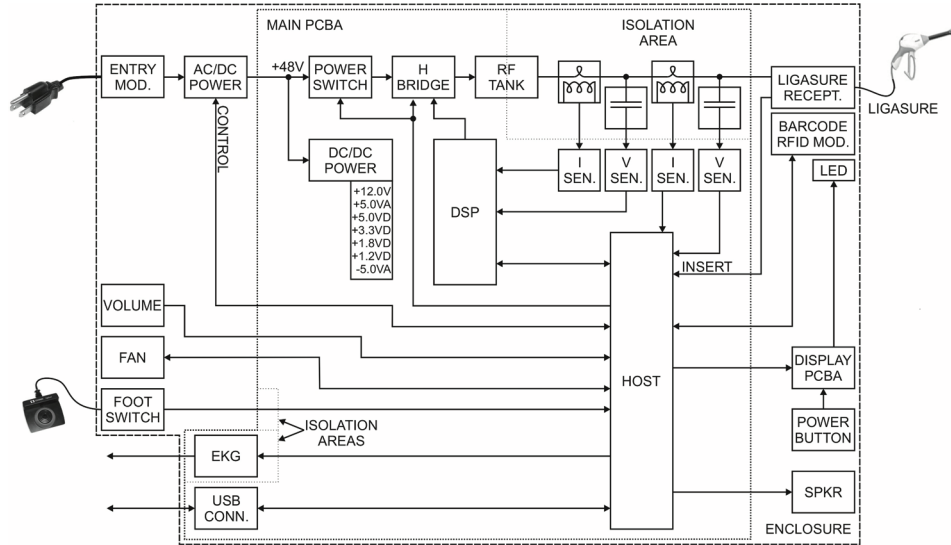 MAIN PCBA
ISOLATION
AREA
ENTRY
MOD.
AC/DC
POWER
+48V
POWER
SWITCH
H
BRIDGE
RF
TANK
LIGASURE
RECEPT.
LIGASURE
CONTROL
DC/DC
POWER
+12.0V
+5.0VA
+5.0VD
+3.3VD
+1.8VD
+1.2VD
-5.0VA
DSP
I
SEN.
V
SEN.
I
SEN.
V
SEN.
BARCODE
RFID MOD.
LED
INSERT
VOLUME
FAN
HOST
DISPLAY
PCBA
FOOT
SWITCH
ISOLATION
AREAS
POWER
BUTTON
EKG
USB
CONN.
SPKR
ENCLOSURE